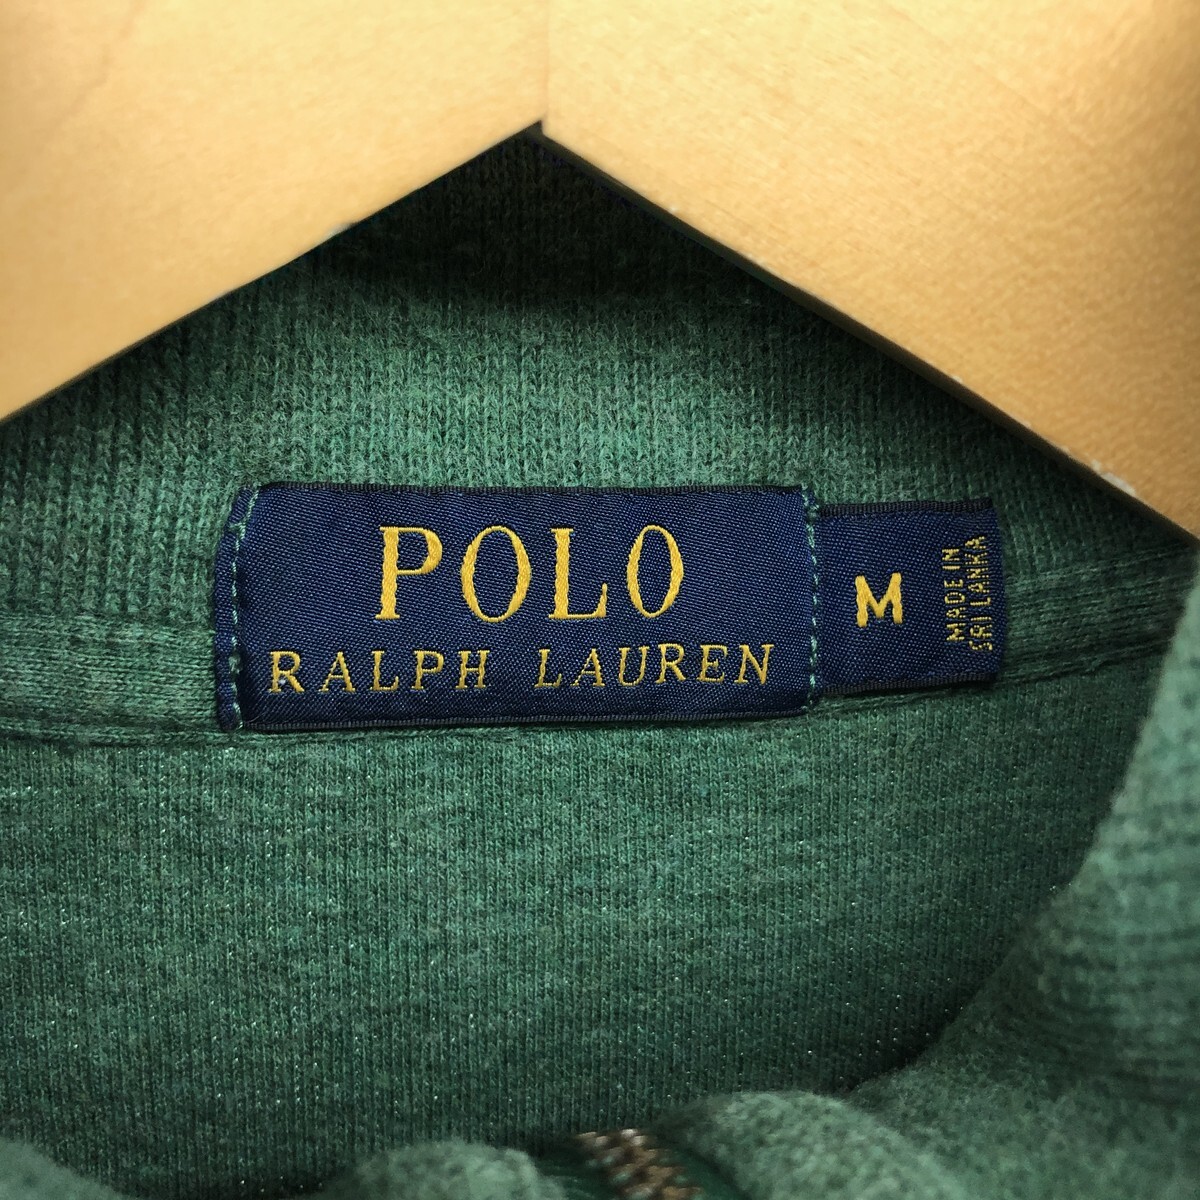 POLO
RALPH LAUREN
M
MADE IN
SRI LANKA